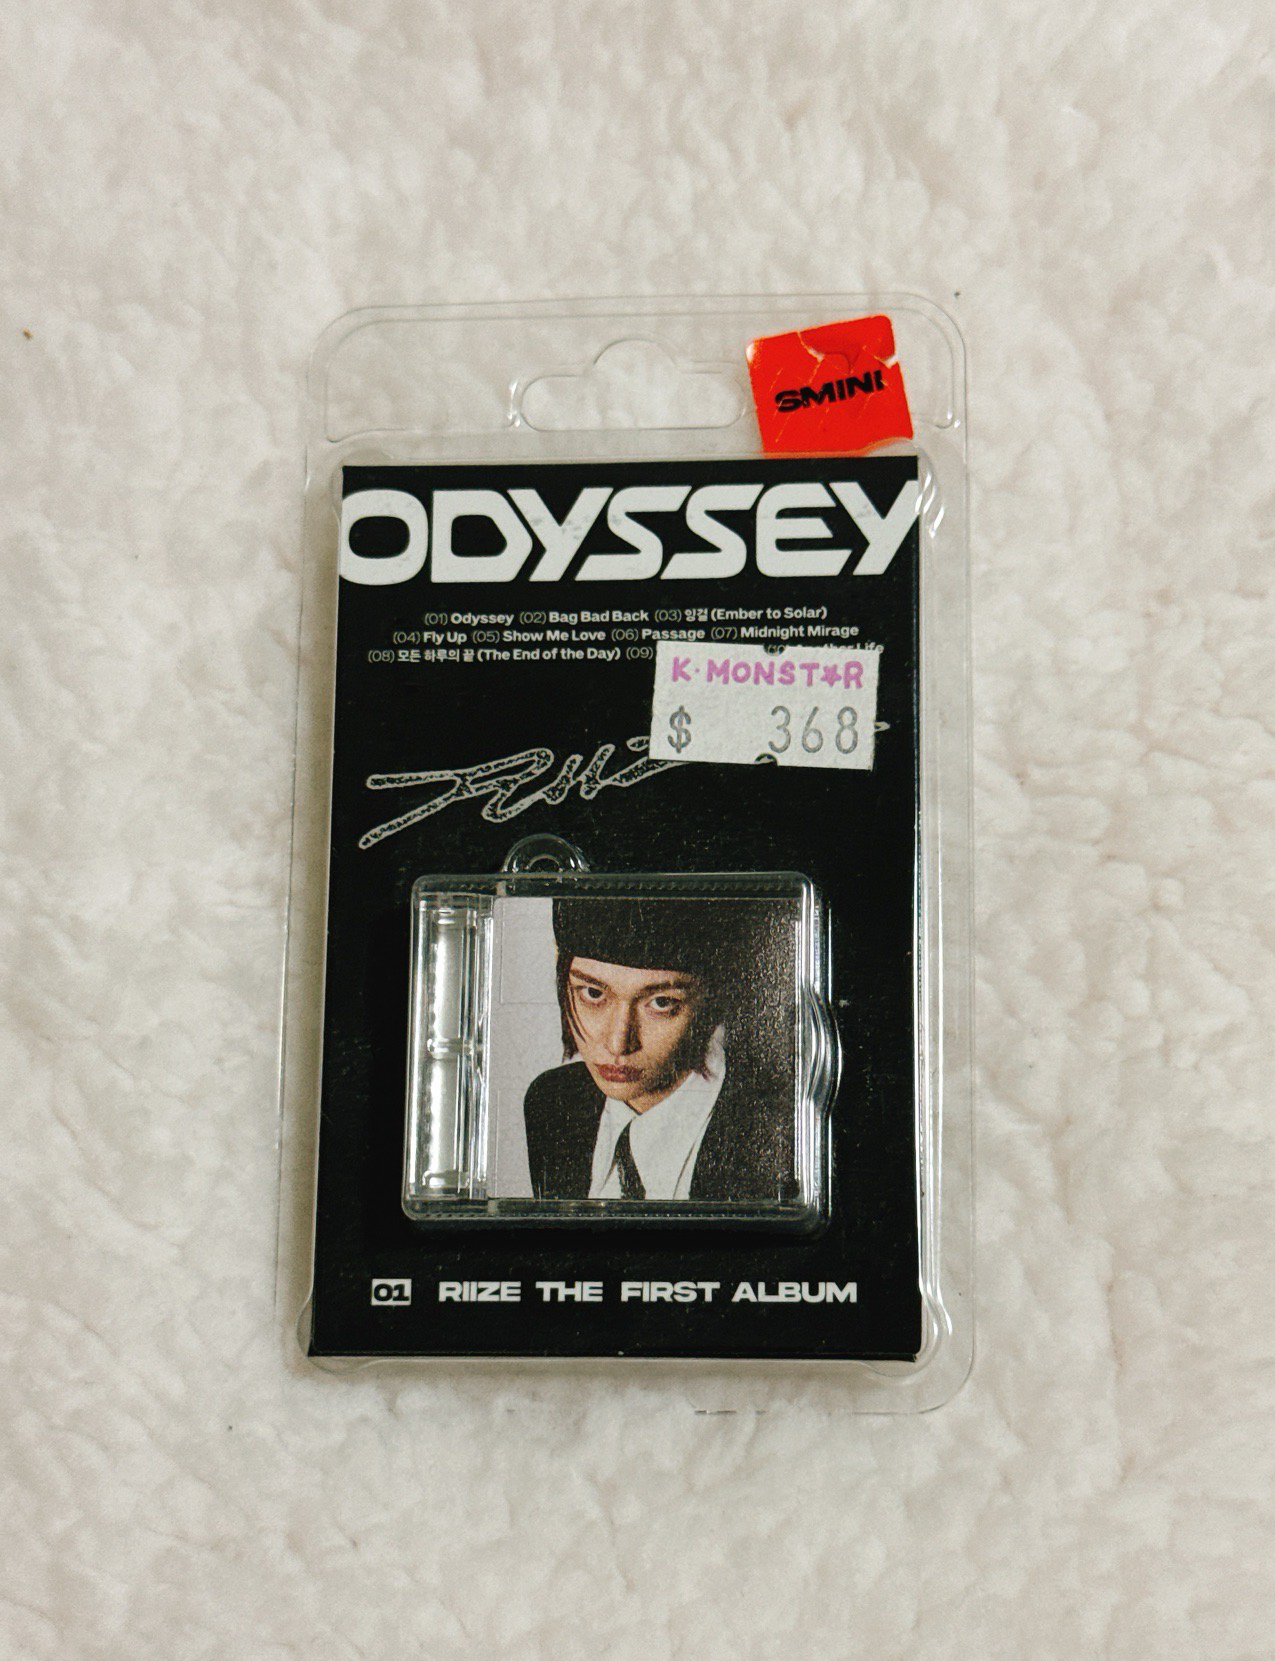 SMINI
ODYSSEY
(01) Odyssey (02) Bag Bad Back (03) 잉걸 (Ember to Solar)
(04) Fly Up (05) Show Me Love (06) Passage (07) Midnight Mirage
(08) 모든 하루의 끝 (The End of the Day) (09) Another Life
K·MONST★R
$ 368
01 RIIZE THE FIRST ALBUM